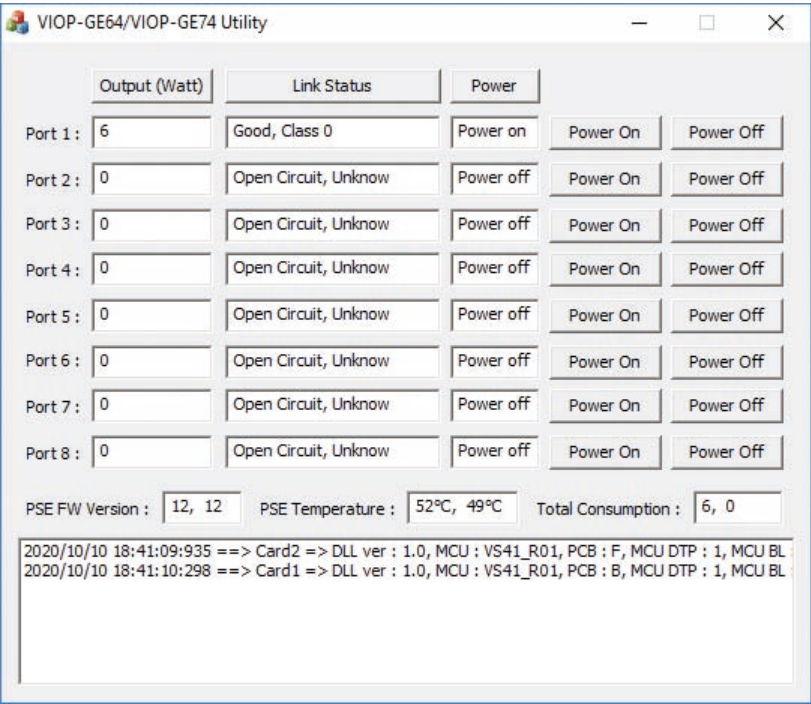 VIOP-GE64/VIOP-GE74 Utility
Output (Watt) Link Status Power
Port 1 : 6 Good, Class 0 Power on Power On Power Off
Port 2 : 0 Open Circuit, Unknow Power off Power On Power Off
Port 3 : 0 Open Circuit, Unknow Power off Power On Power Off
Port 4 : 0 Open Circuit, Unknow Power off Power On Power Off
Port 5 : 0 Open Circuit, Unknow Power off Power On Power Off
Port 6 : 0 Open Circuit, Unknow Power off Power On Power Off
Port 7 : 0 Open Circuit, Unknow Power off Power On Power Off
Port 8 : 0 Open Circuit, Unknow Power off Power On Power Off
PSE FW Version : 12, 12 PSE Temperature : 52°C, 49°C Total Consumption : 6, 0
2020/10/10 18:41:09:935 ==> Card2 => DLL ver : 1.0, MCU : VS41_R01, PCB : F, MCU DTP : 1, MCU BL :
2020/10/10 18:41:10:298 ==> Card1 => DLL ver : 1.0, MCU : VS41_R01, PCB : B, MCU DTP : 1, MCU BL :